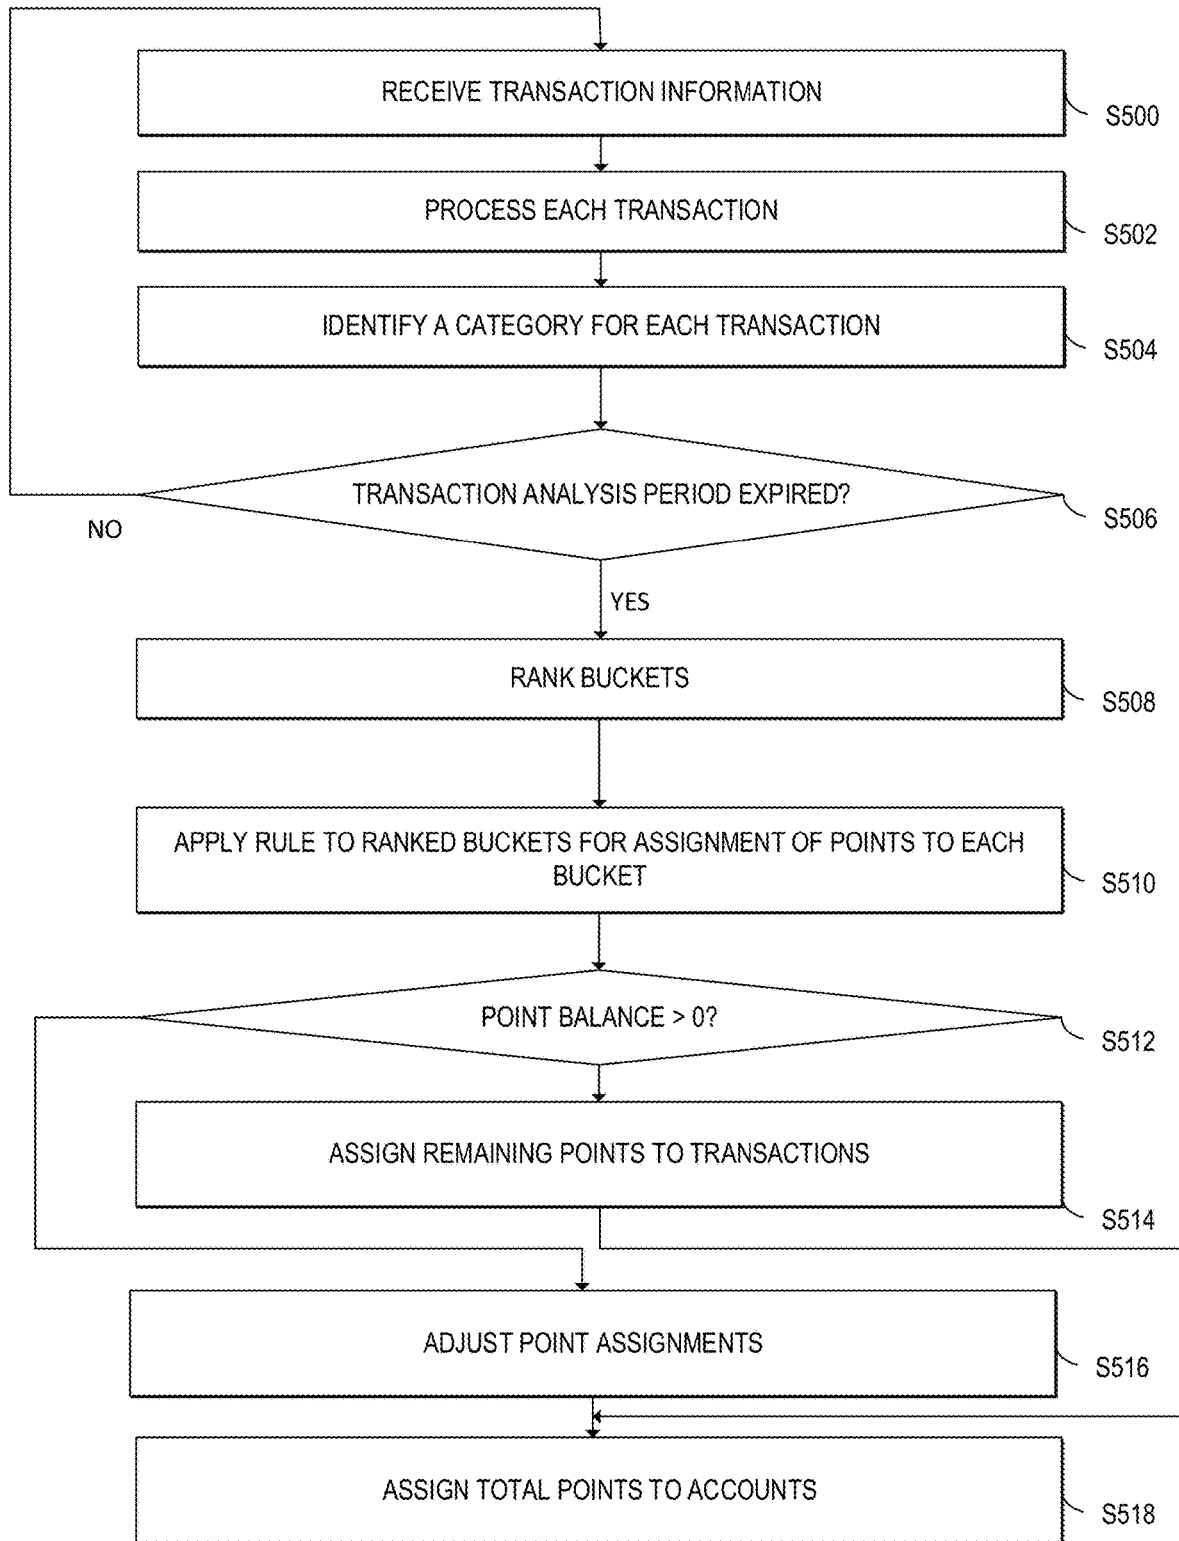 RECEIVE TRANSACTION INFORMATION
S500
PROCESS EACH TRANSACTION
S502
IDENTIFY A CATEGORY FOR EACH TRANSACTION
S504
TRANSACTION ANALYSIS PERIOD EXPIRED?
S506
NO
YES
RANK BUCKETS
S508
APPLY RULE TO RANKED BUCKETS FOR ASSIGNMENT OF POINTS TO EACH
BUCKET
S510
POINT BALANCE > 0?
S512
ASSIGN REMAINING POINTS TO TRANSACTIONS
S514
ADJUST POINT ASSIGNMENTS
S516
ASSIGN TOTAL POINTS TO ACCOUNTS
S518